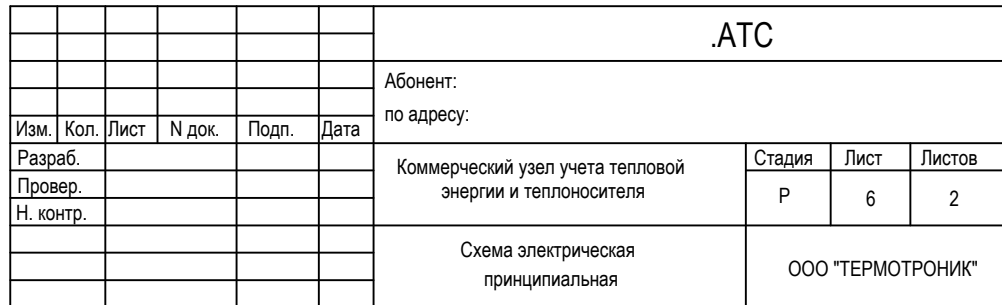 .АТС
Абонент:
по адресу:
Изм. Кол. Лист N док. Подп. Дата
Разраб.
Провер.
Н. контр.
Коммерческий узел учета тепловой
энергии и теплоносителя
Стадия Лист Листов
Р 6 2
Схема электрическая
принципиальная
ООО "ТЕРМОТРОНИК"